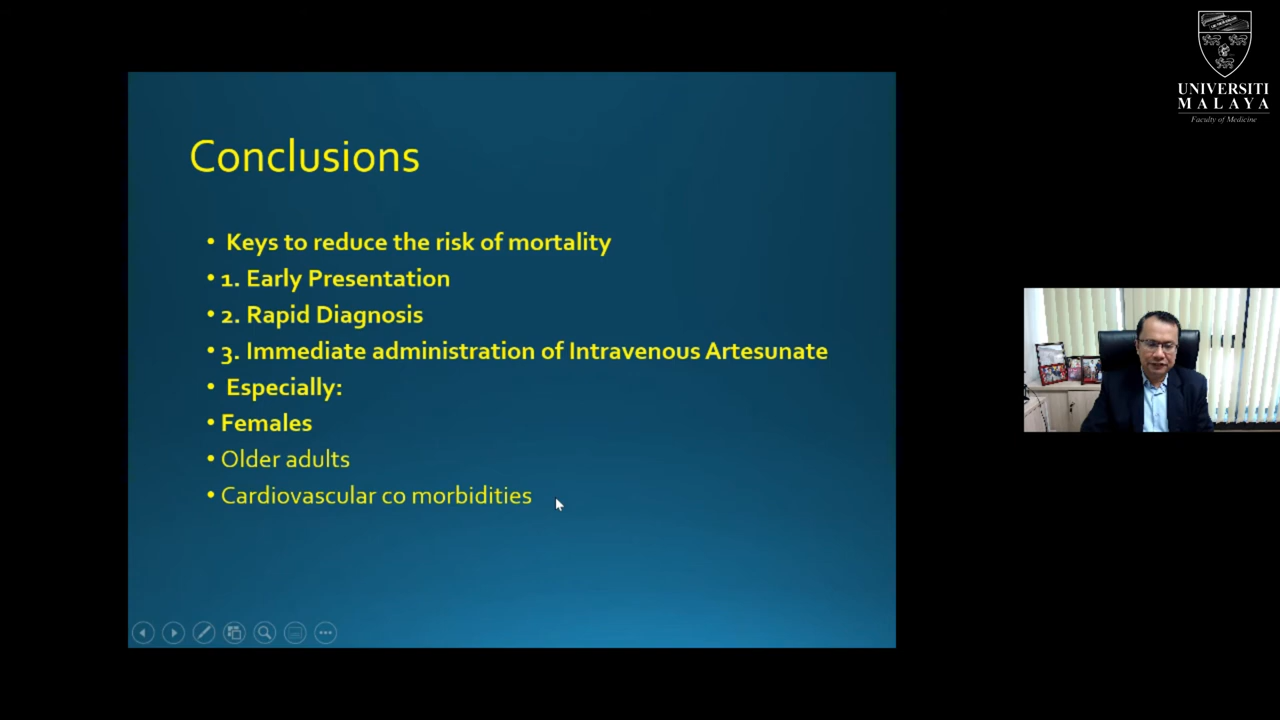 Conclusions
• Keys to reduce the risk of mortality
• 1. Early Presentation
• 2. Rapid Diagnosis
• 3. Immediate administration of Intravenous Artesunate
• Especially:
• Females
• Older adults
• Cardiovascular co morbidities
UNIVERSITI
MALAYA
Faculty of Medicine